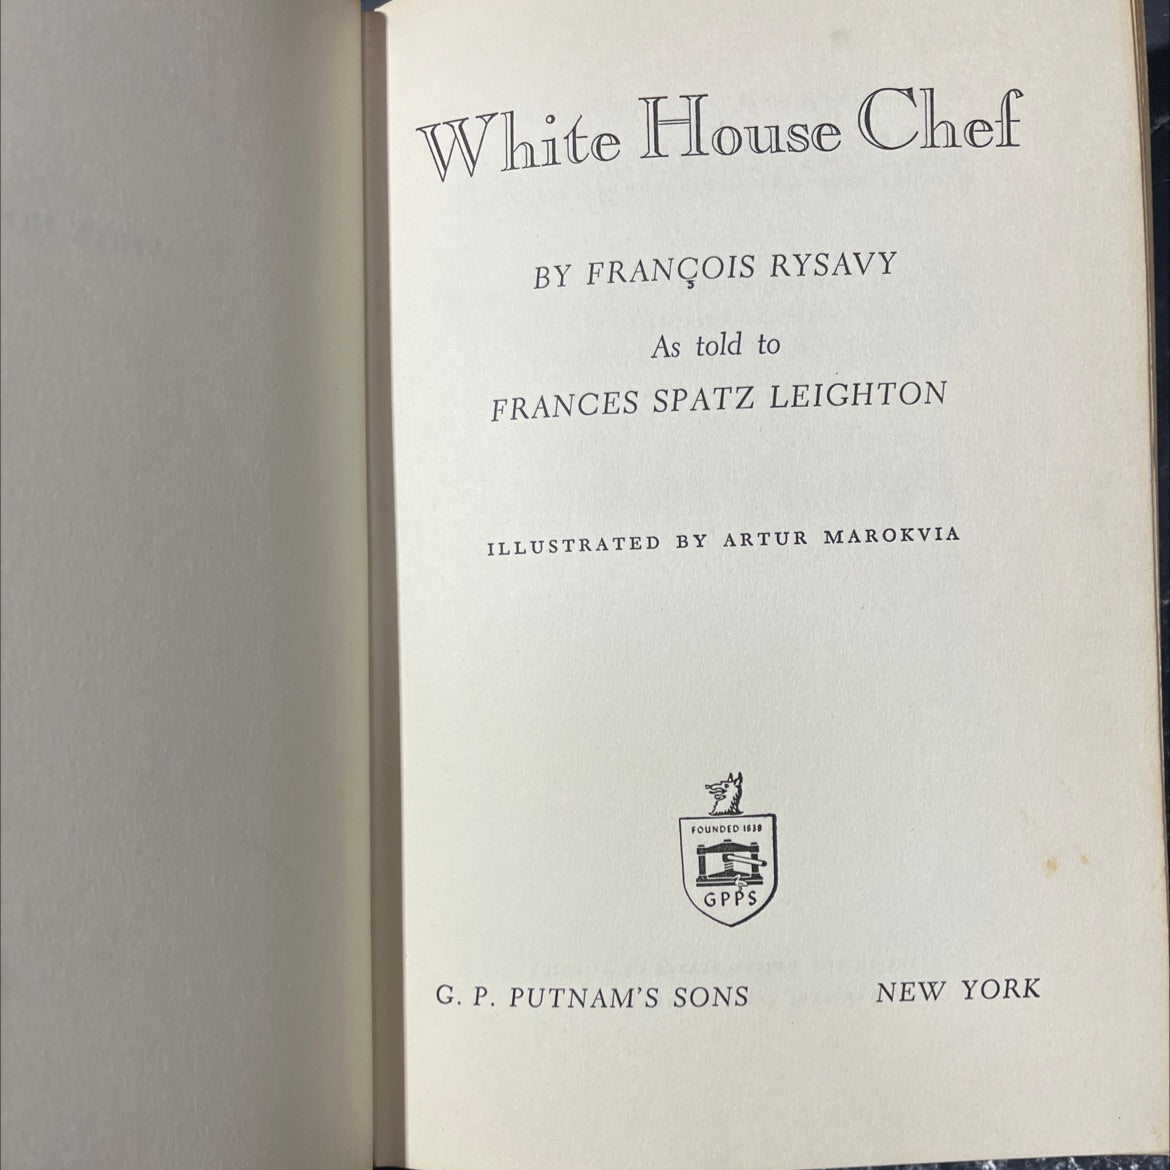 White House Chef
BY FRANÇOIS RYSAVY
As told to
FRANCES SPATZ LEIGHTON
ILLUSTRATED BY ARTUR MAROKVIA
FOUNDED 1838
GPPS
G. P. PUTNAM'S SONS NEW YORK